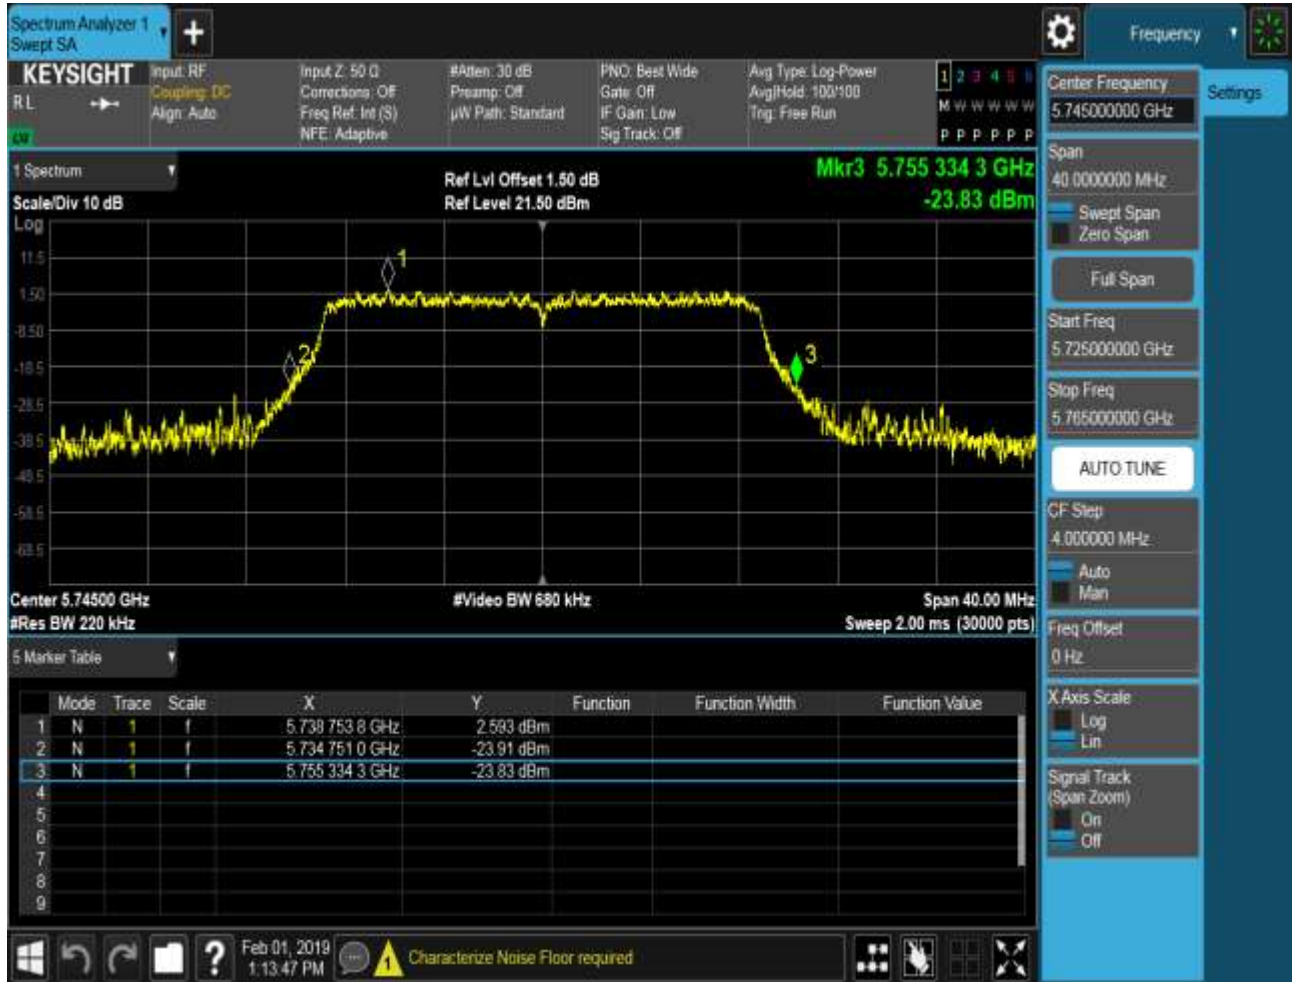 Spectrum Analyzer 1
Swept SA
Frequency
KEYSIGHT
R L
Input: RF
Coupling: DC
Align: Auto
Input Z: 50 Ω
Corrections: Off
Freq Ref: Int (S)
NFE: Adaptive
#Atten: 30 dB
Preamp: Off
µW Path: Standard
PNO: Best Wide
Gate: Off
IF Gain: Low
Sig Track: Off
Avg Type: Log-Power
Avg|Hold: 100/100
Trig: Free Run
1 2 3 4 5 6
M W W W W W
P P P P P P
1 Spectrum
Scale/Div 10 dB
Ref Lvl Offset 1.50 dB
Ref Level 21.50 dBm
Mkr3 5.755 334 3 GHz
-23.83 dBm
Log
11.5
1.50
-8.50
-18.5
-28.5
-38.5
-48.5
-58.5
-68.5
1
2
3
Center 5.74500 GHz
#Res BW 220 kHz
#Video BW 680 kHz
Span 40.00 MHz
Sweep 2.00 ms (30000 pts)
5 Marker Table
Mode Trace Scale X Y Function Function Width Function Value
1 N 1 f 5.738 753 8 GHz 2.593 dBm
2 N 1 f 5.734 751 0 GHz -23.91 dBm
3 N 1 f 5.755 334 3 GHz -23.83 dBm
4
5
6
7
8
9
Feb 01, 2019
1:13:47 PM
? 
1
Characterize Noise Floor required
Settings
Center Frequency
5.745000000 GHz
Span
40.0000000 MHz
Swept Span
Zero Span
Full Span
Start Freq
5.725000000 GHz
Stop Freq
5.765000000 GHz
AUTO TUNE
CF Step
4.000000 MHz
Auto
Man
Freq Offset
0 Hz
X Axis Scale
Log
Lin
Signal Track
(Span Zoom)
On
Off